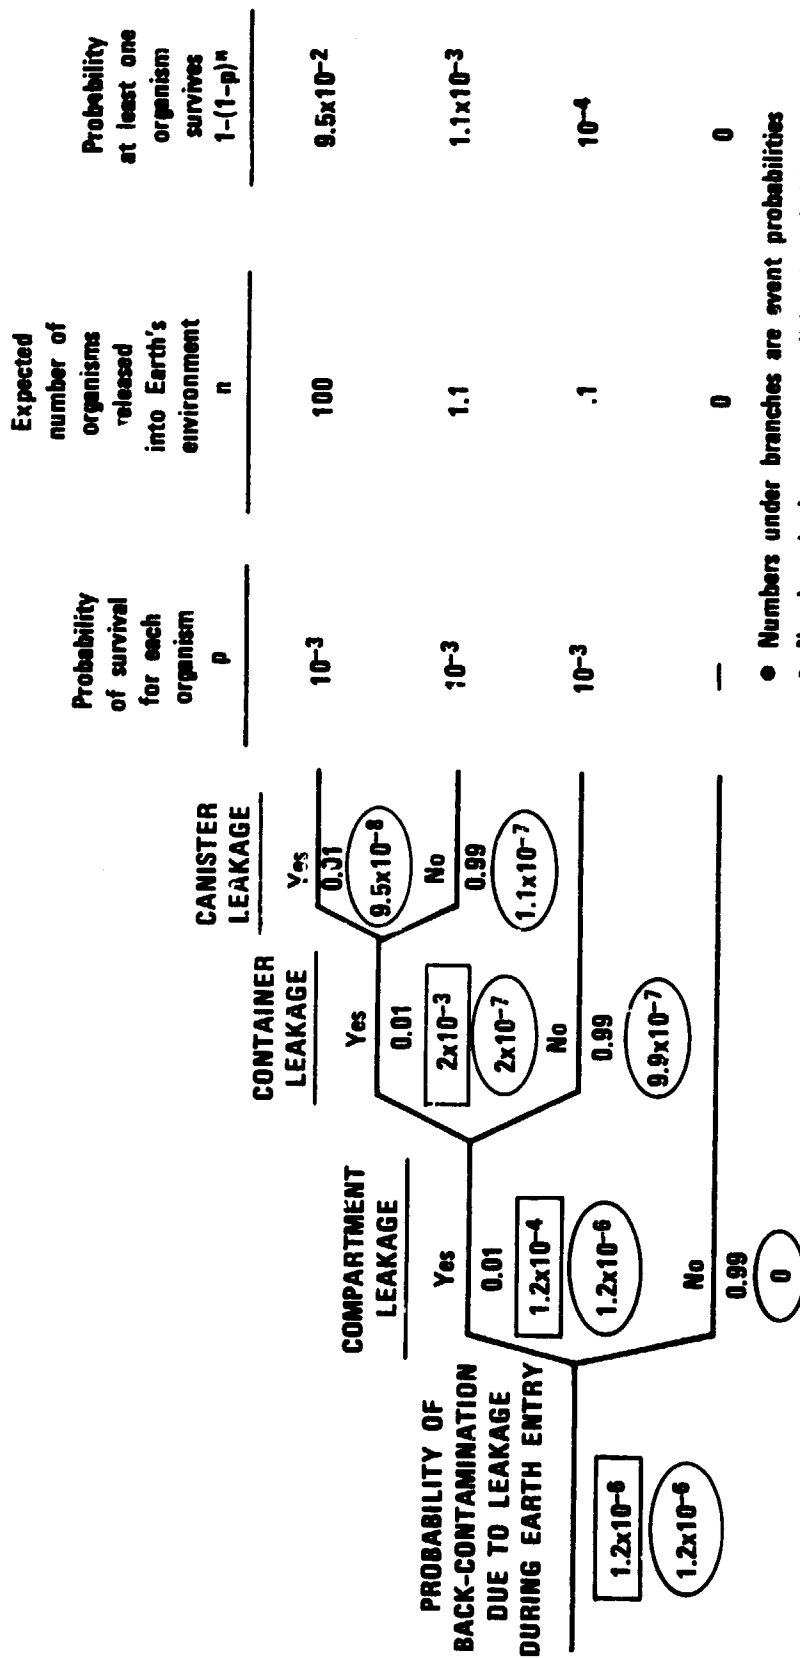 PROBABILITY OF
BACK-CONTAMINATION
DUE TO LEAKAGE
DURING EARTH ENTRY
1.2x10-6
1.2x10-6
COMPARTMENT
LEAKAGE
Yes
0.01
1.2x10-4
1.2x10-6
No
0.99
0
CONTAINER
LEAKAGE
Yes
0.01
2x10-3
2x10-7
No
0.99
9.9x10-7
CANISTER
LEAKAGE
Yes
0.01
9.5x10-8
No
0.99
1.1x10-7
Probability
of survival
for each
organism
p
10-3
10-3
10-3
—
Expected
number of
organisms
released
into Earth's
environment
n
100
1.1
.1
0
Probability
at least one
organism
survives
1-(1-p)n
9.5x10-2
1.1x10-3
10-4
0
● Numbers under branches are event probabilities